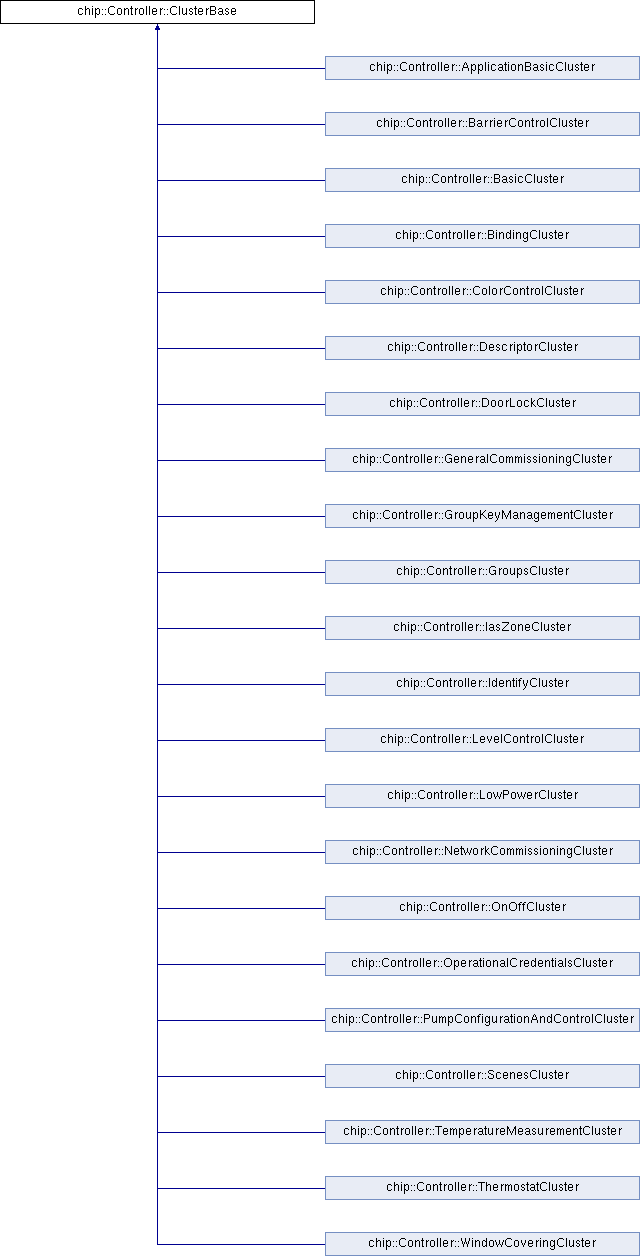 chip::Controller::ClusterBase
chip::Controller::ApplicationBasicCluster
chip::Controller::BarrierControlCluster
chip::Controller::BasicCluster
chip::Controller::BindingCluster
chip::Controller::ColorControlCluster
chip::Controller::DescriptorCluster
chip::Controller::DoorLockCluster
chip::Controller::GeneralCommissioningCluster
chip::Controller::GroupKeyManagementCluster
chip::Controller::GroupsCluster
chip::Controller::IasZoneCluster
chip::Controller::IdentifyCluster
chip::Controller::LevelControlCluster
chip::Controller::LowPowerCluster
chip::Controller::NetworkCommissioningCluster
chip::Controller::OnOffCluster
chip::Controller::OperationalCredentialsCluster
chip::Controller::PumpConfigurationAndControlCluster
chip::Controller::ScenesCluster
chip::Controller::TemperatureMeasurementCluster
chip::Controller::ThermostatCluster
chip::Controller::WindowCoveringCluster